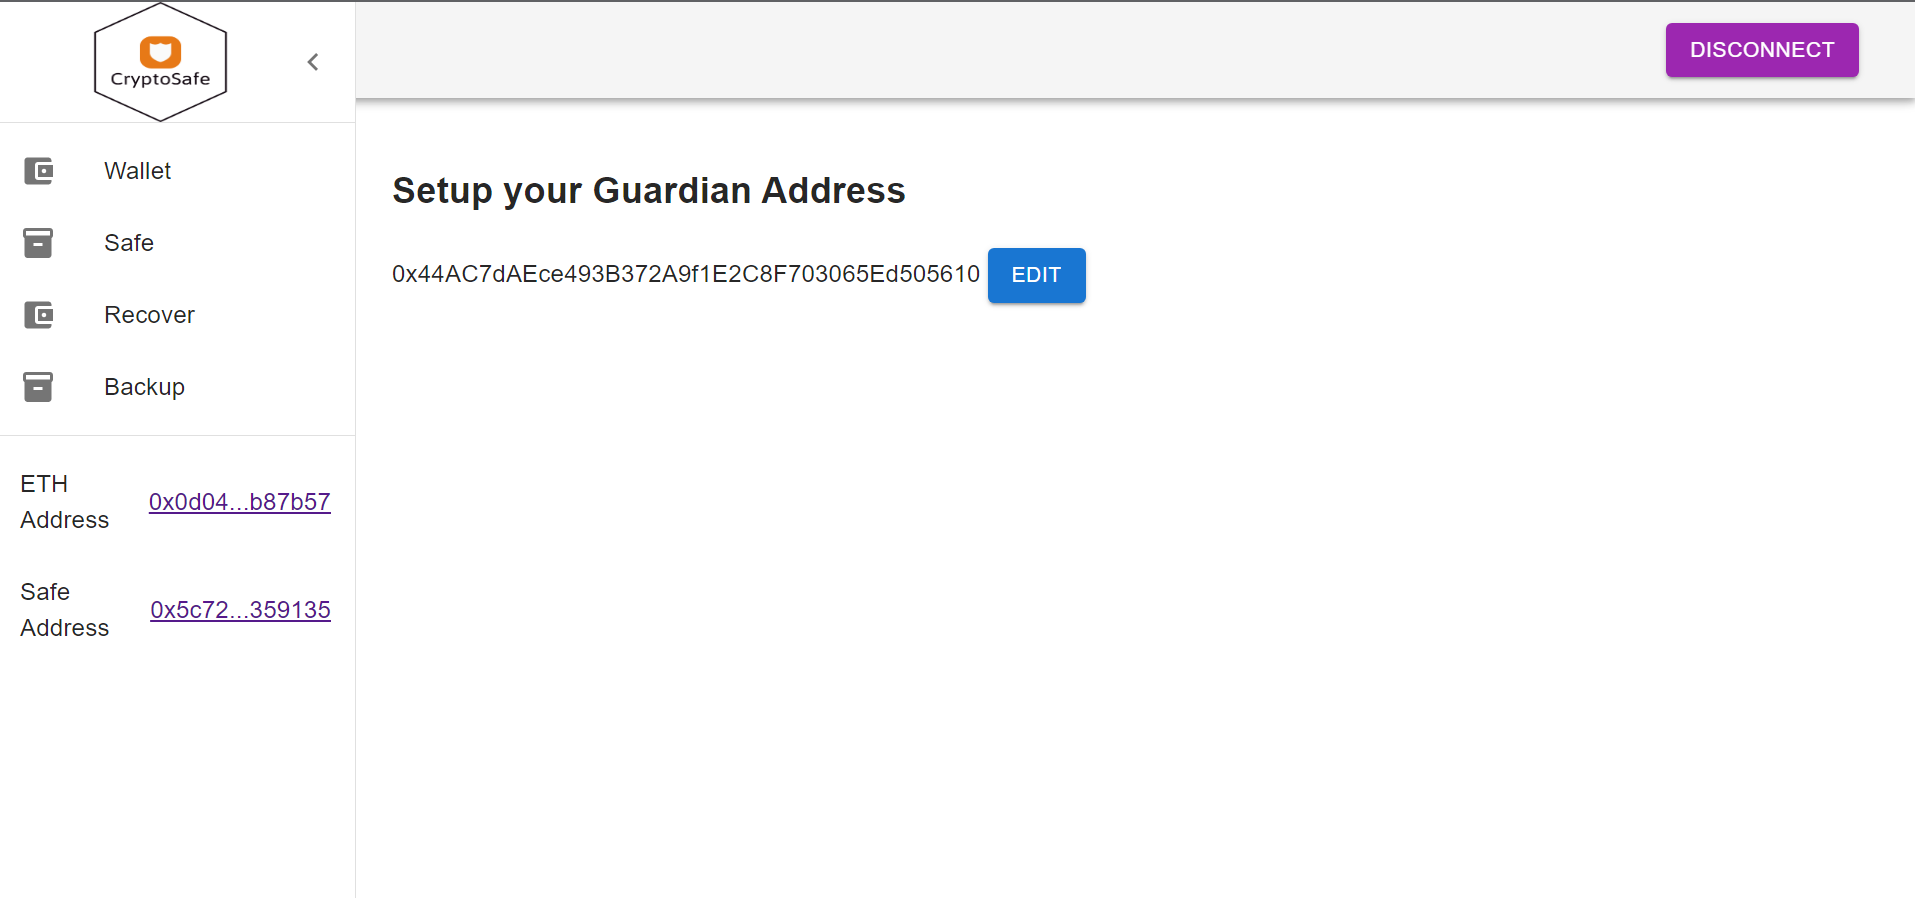 CryptoSafe
DISCONNECT
Wallet
Safe
Recover
Backup
ETH
Address
0x0d04...b87b57
Safe
Address
0x5c72...359135
Setup your Guardian Address
0x44AC7dAEce493B372A9f1E2C8F703065Ed505610 EDIT